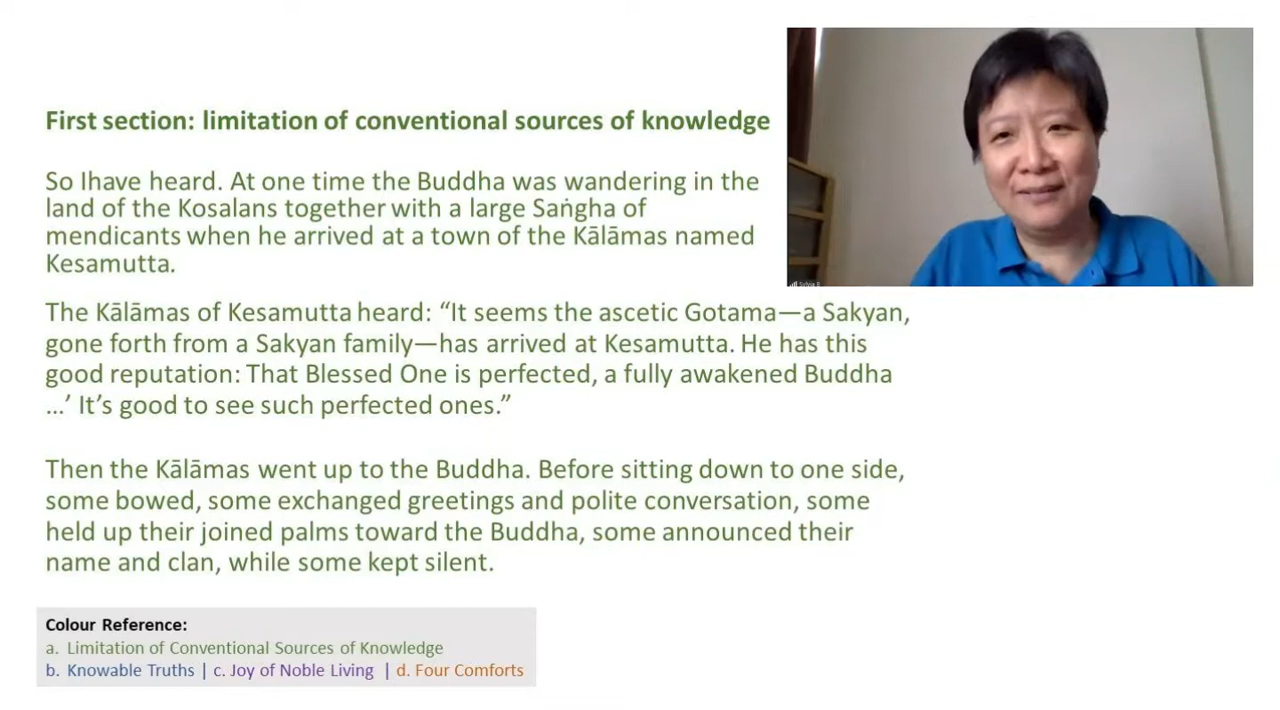 First section: limitation of conventional sources of knowledge
So Ihave heard. At one time the Buddha was wandering in the
land of the Kosalans together with a large Saṅgha of
mendicants when he arrived at a town of the Kālāmas named
Kesamutta.
The Kālāmas of Kesamutta heard: “It seems the ascetic Gotama—a Sakyan,
gone forth from a Sakyan family—has arrived at Kesamutta. He has this
good reputation: That Blessed One is perfected, a fully awakened Buddha
...’ It’s good to see such perfected ones.”
Then the Kālāmas went up to the Buddha. Before sitting down to one side,
some bowed, some exchanged greetings and polite conversation, some
held up their joined palms toward the Buddha, some announced their
name and clan, while some kept silent.
Colour Reference:
a. Limitation of Conventional Sources of Knowledge
b. Knowable Truths | c. Joy of Noble Living | d. Four Comforts